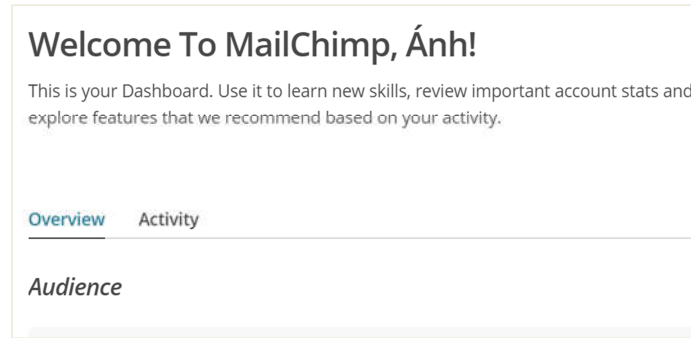 Welcome To MailChimp, Ánh!
This is your Dashboard. Use it to learn new skills, review important account stats and
explore features that we recommend based on your activity.
Overview Activity
Audience